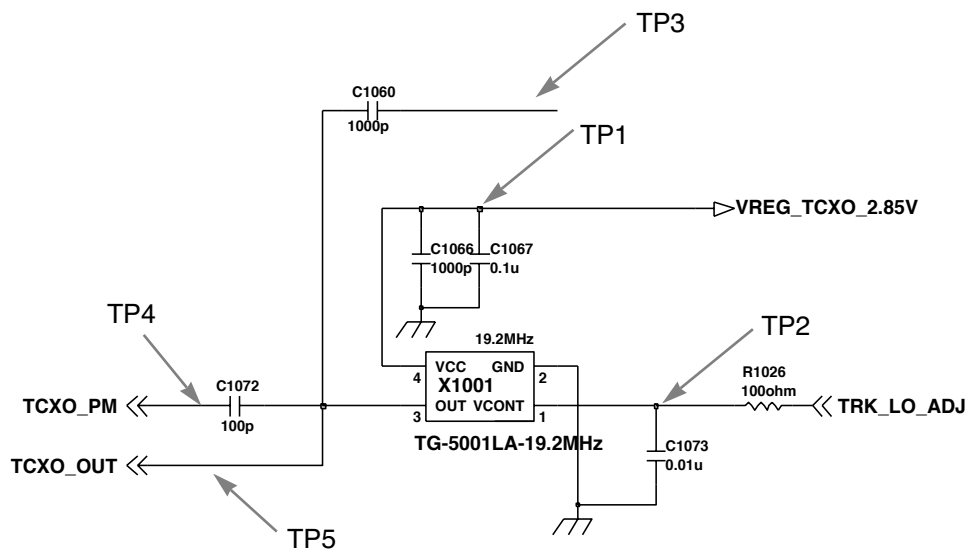 TP3
C1060
1000p
TP1
VREG_TCXO_2.85V
C1066 C1067
1000p 0.1u
TP4
19.2MHz
TP2
4 VCC GND 2
X1001
C1072
R1026
100ohm
TCXO_PM
3 OUT VCONT 1
TRK_LO_ADJ
100p
TG-5001LA-19.2MHz
C1073
0.01u
TCXO_OUT
TP5